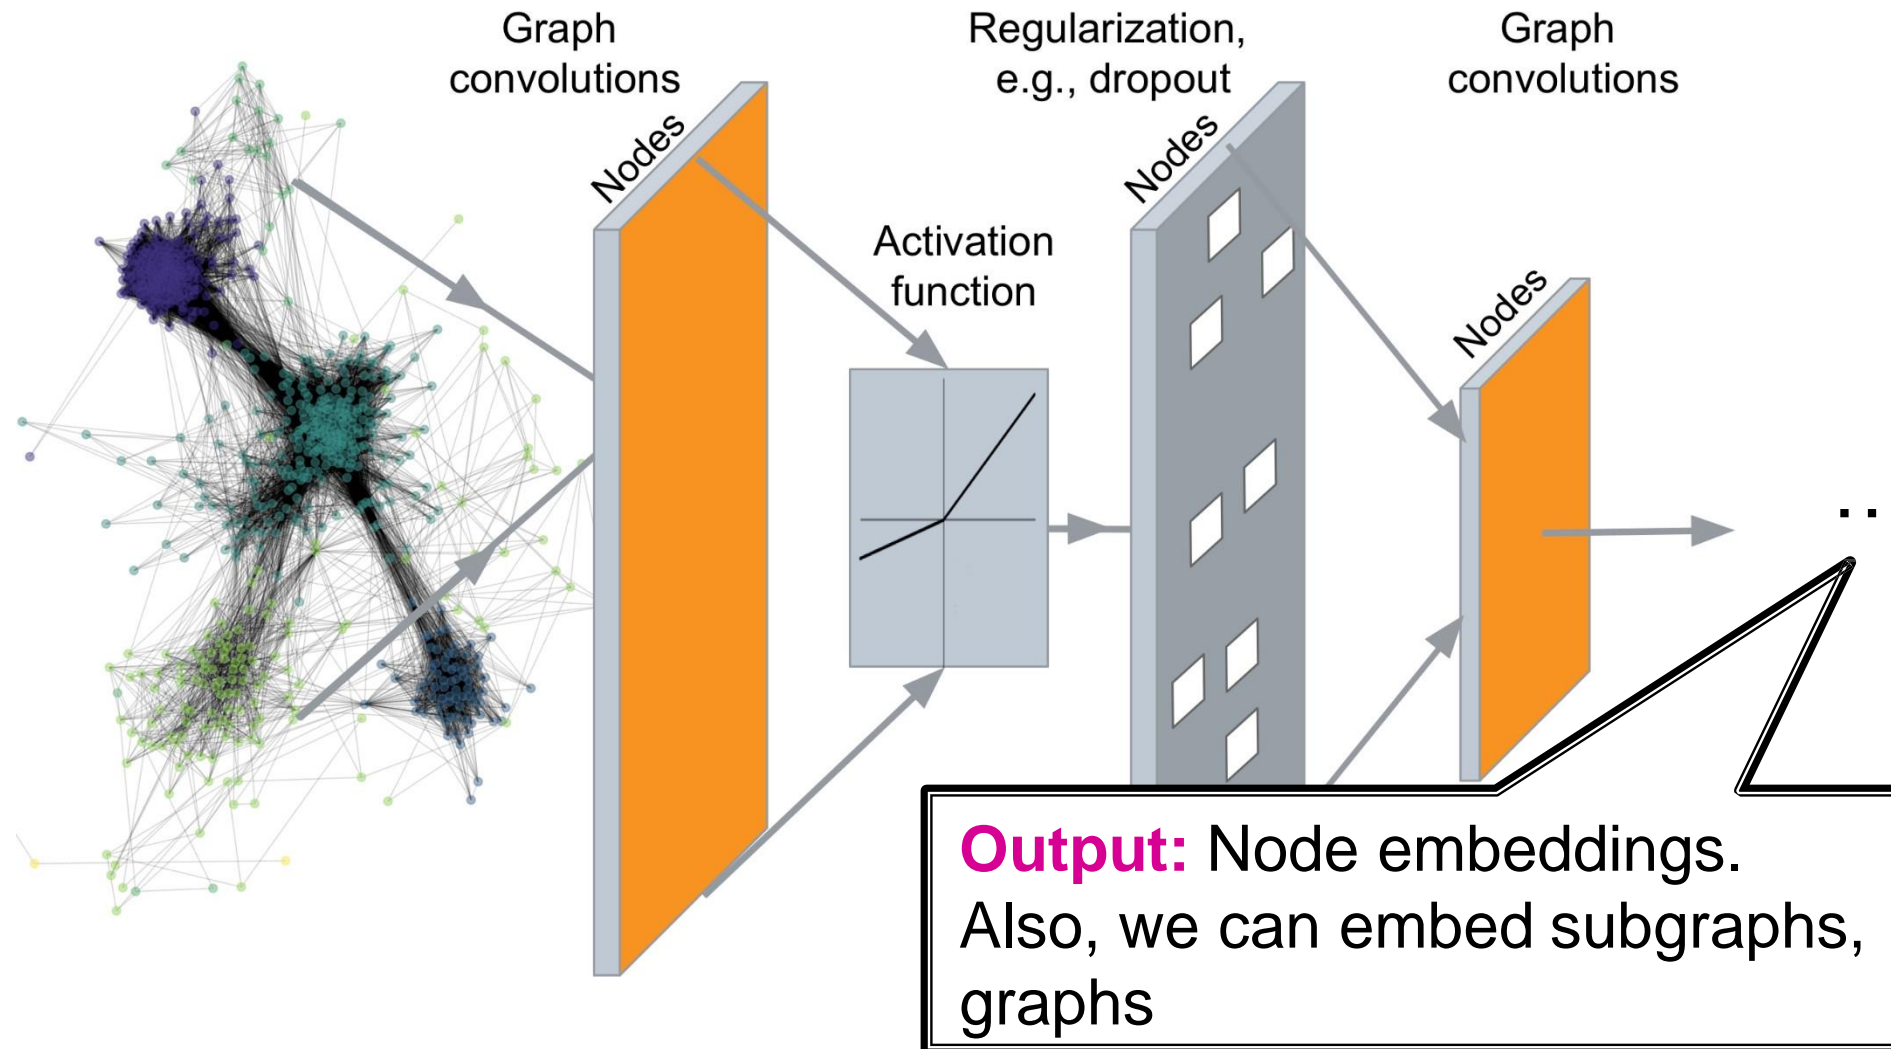 Graph
convolutions
Regularization,
e.g., dropout
Graph
convolutions
Nodes
Nodes
Activation
function
Nodes
..
Output: Node embeddings.
Also, we can embed subgraphs,
graphs